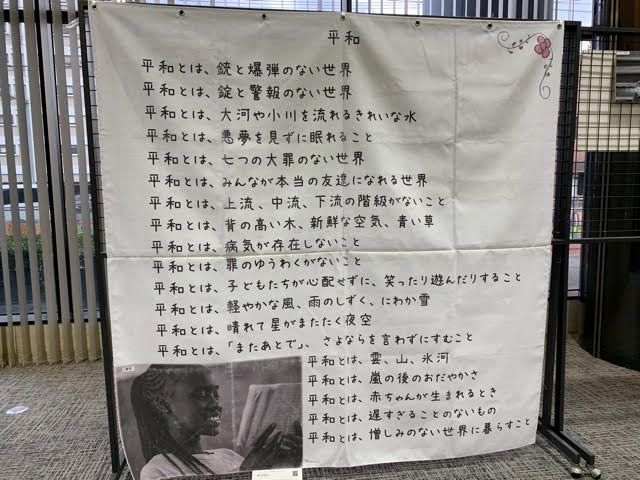 平和
平和とは、銃と爆弾のない世界
平和とは、錠と警報のない世界
平和とは、大河や小川を流れるきれいな水
平和とは、悪夢を見ずに眠れること
平和とは、七つの大罪のない世界
平和とは、みんなが本当の友達になれる世界
平和とは、上流、中流、下流の階級がないこと
平和とは、背の高い木、新鮮な空気、青い草
平和とは、病気が存在しないこと
平和とは、罪のゆうわくがないこと
平和とは、子どもたちが心配せずに、笑ったり遊んだりすること
平和とは、軽やかな風、雨のしずく、にわか雪
平和とは、晴れて星がまたたく夜空
平和とは、「またあとで」、さよならを言わずにすむこと
平和とは、雲、山、氷河
平和とは、嵐の後のおだやかさ
平和とは、赤ちゃんが生まれるとき
平和とは、遅すぎることのないもの
平和とは、憎しみのない世界に暮らすこと